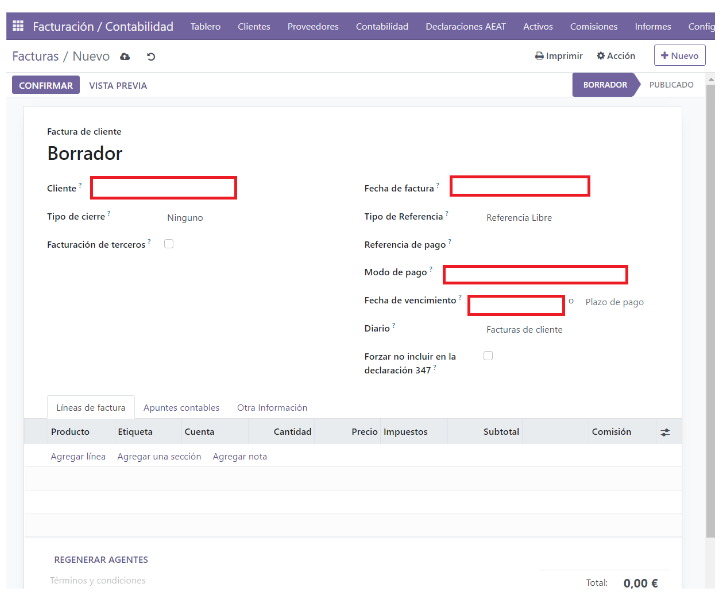 Facturación / Contabilidad Tablero Clientes Proveedores Contabilidad Declaraciones AEAT Activos Comisiones Informes Config
Facturas / Nuevo Imprimir Acción + Nuevo
CONFIRMAR VISTA PREVIA BORRADOR PUBLICADO
Factura de cliente
Borrador
Cliente ? Fecha de factura ?
Tipo de cierre ? Ninguno Tipo de Referencia ? Referencia Libre
Facturación de terceros ? Referencia de pago ?
Modo de pago ?
Fecha de vencimiento ? o Plazo de pago
Diario ? Facturas de cliente
Forzar no incluir en la
declaración 347 ?
Líneas de factura Apuntes contables Otra Información
Producto Etiqueta Cuenta Cantidad Precio Impuestos Subtotal Comisión
Agregar línea Agregar una sección Agregar nota
REGENERAR AGENTES
Términos y condiciones
Total: 0,00 €